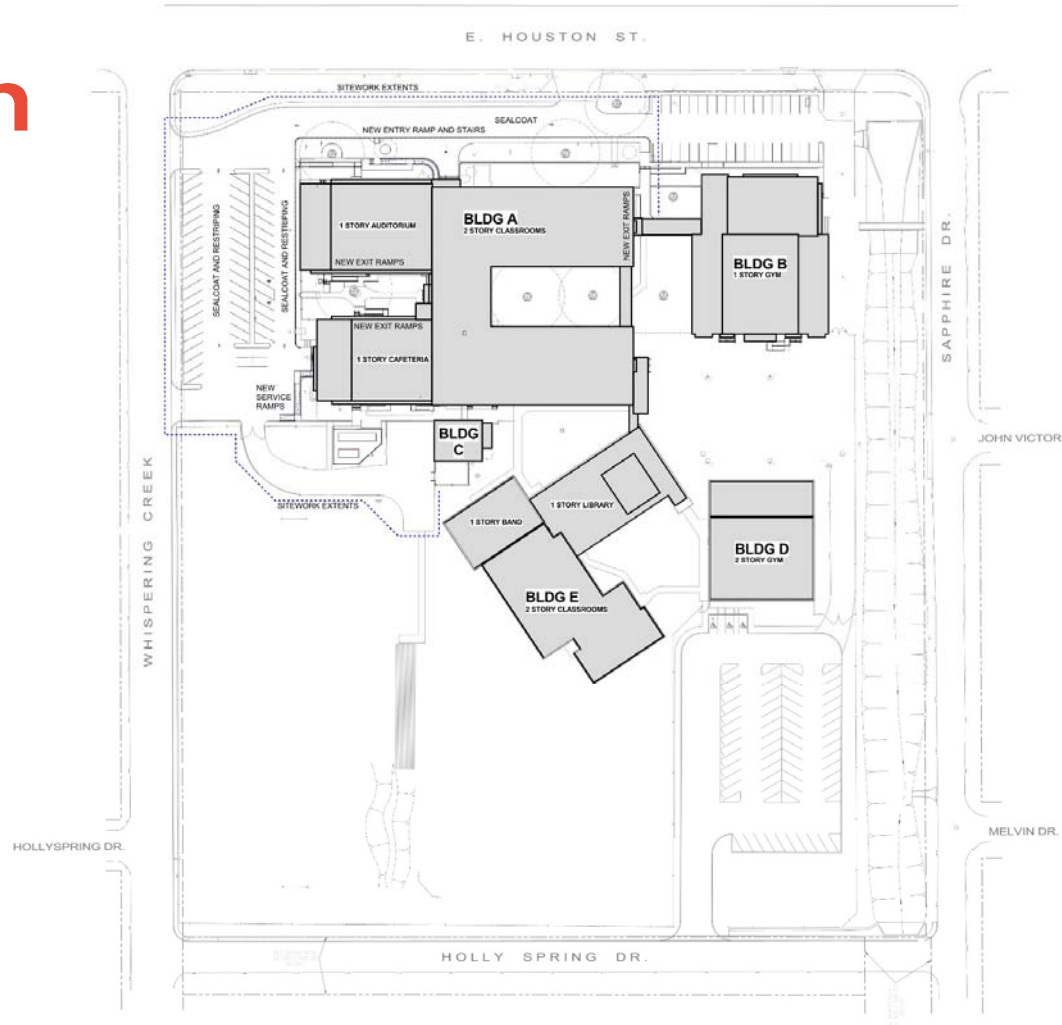 E. HOUSTON ST.
n
SITEWORK EXTENTS
SEALCOAT
NEW ENTRY RAMP AND STAIRS
SEALCOAT AND RESTRIPING
SEALCOAT AND RESTRIPING
1 STORY AUDITORIUM
NEW EXIT RAMPS
BLDG A
2 STORY CLASSROOMS
NEW EXIT RAMPS
BLDG B
1 STORY GYM
SAPPHIRE DR.
NEW EXIT RAMPS
1 STORY CAFETERIA
NEW
SERVICE
RAMPS
BLDG
C
JOHN VICTOR
WHISPERING CREEK
SITEWORK EXTENTS
1 STORY BAND
1 STORY LIBRARY
BLDG D
2 STORY GYM
BLDG E
2 STORY CLASSROOMS
HOLLYSPRING DR.
MELVIN DR.
HOLLY SPRING DR.